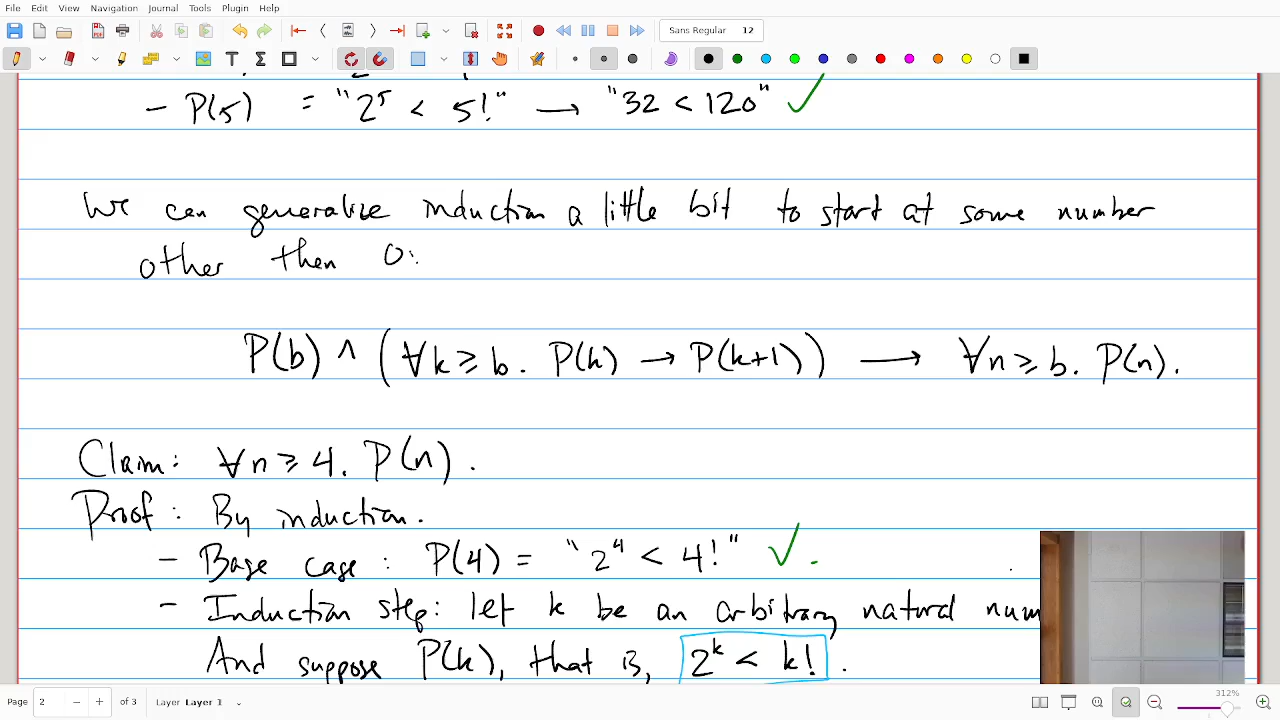 File Edit View Navigation Journal Tools Plugin Help
Sans Regular 12
- P(5) = "2⁵ < 5!" → "32 < 120" ✓
We can generalize induction a little bit to start at some number
other then 0:
P(b) ∧ (∀k ≥ b. P(k) → P(k+1)) → ∀n ≥ b. P(n).
Claim: ∀n ≥ 4. P(n).
Proof: By induction.
- Base case: P(4) = "2⁴ < 4!" ✓.
- Induction step: let k be an arbitrary natural num
And suppose P(k), that is, 2ᵏ < k! .
Page 2 of 3 Layer Layer 1 312%